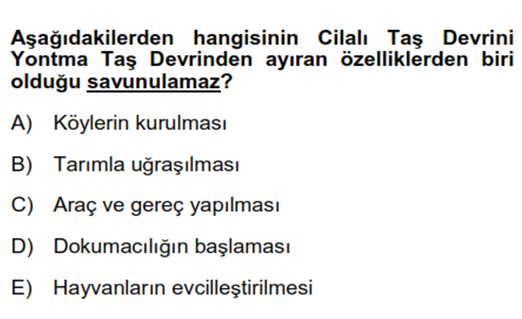 Aşağıdakilerden hangisinin Cilalı Taş Devrini
Yontma Taş Devrinden ayıran özelliklerden biri
olduğu savunulamaz?
A) Köylerin kurulması
B) Tarımla uğraşılması
C) Araç ve gereç yapılması
D) Dokumacılığın başlaması
E) Hayvanların evcilleştirilmesi